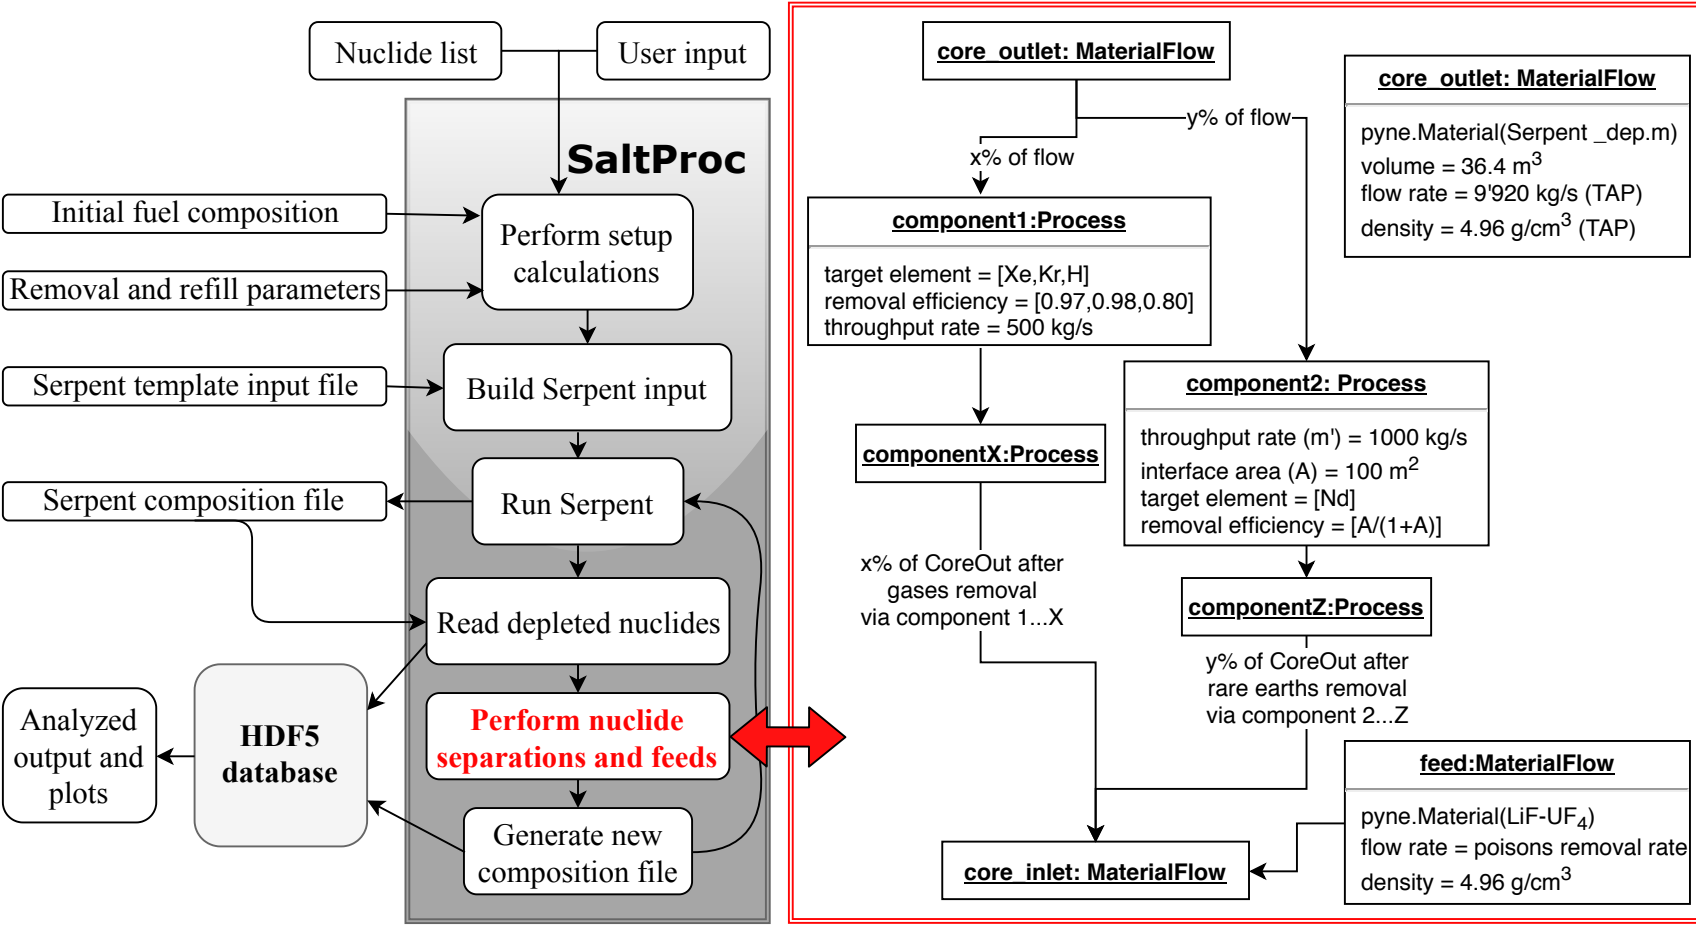 Nuclide list
User input
SaltProc
Initial fuel composition
Removal and refill parameters
Serpent template input file
Serpent composition file
Perform setup
calculations
Build Serpent input
Run Serpent
Read depleted nuclides
Perform nuclide
separations and feeds
Generate new
composition file
HDF5
database
Analyzed
output and
plots
core_outlet: MaterialFlow
x% of flow
y% of flow
core_outlet: MaterialFlow
pyne.Material(Serpent _dep.m)
volume = 36.4 m³
flow rate = 9'920 kg/s (TAP)
density = 4.96 g/cm³ (TAP)
component1:Process
target element = [Xe,Kr,H]
removal efficiency = [0.97,0.98,0.80]
throughput rate = 500 kg/s
component2: Process
throughput rate (m') = 1000 kg/s
interface area (A) = 100 m²
target element = [Nd]
removal efficiency = [A/(1+A)]
componentX:Process
x% of CoreOut after
gases removal
via component 1...X
componentZ:Process
y% of CoreOut after
rare earths removal
via component 2...Z
feed:MaterialFlow
pyne.Material(LiF-UF₄)
flow rate = poisons removal rate
density = 4.96 g/cm³
core_inlet: MaterialFlow